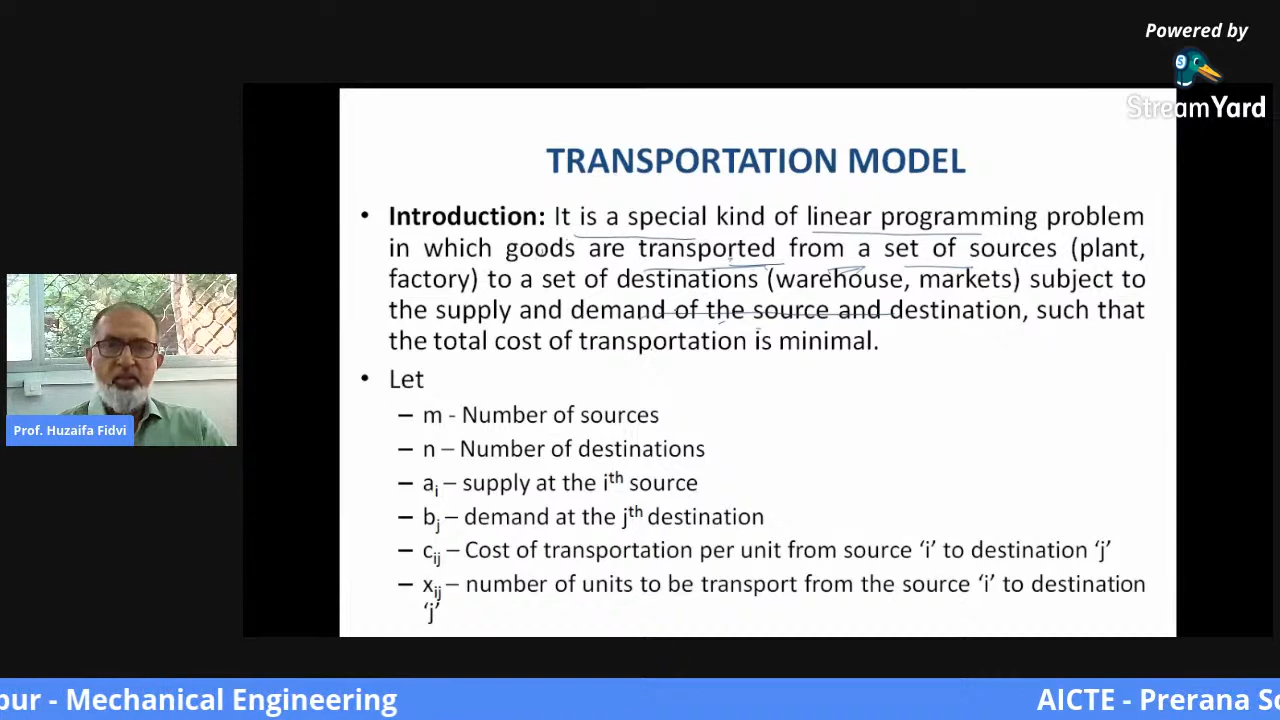 Powered by
StreamYard
TRANSPORTATION MODEL
• Introduction: It is a special kind of linear programming problem
in which goods are transported from a set of sources (plant,
factory) to a set of destinations (warehouse, markets) subject to
the supply and demand of the source and destination, such that
the total cost of transportation is minimal.
• Let
– m - Number of sources
– n – Number of destinations
– aᵢ – supply at the iᵗʰ source
– bⱼ – demand at the jᵗʰ destination
– cᵢⱼ – Cost of transportation per unit from source ‘i’ to destination ‘j’
– xᵢⱼ – number of units to be transport from the source ‘i’ to destination
‘j’
Prof. Huzaifa Fidvi
pur - Mechanical Engineering
AICTE - Prerana Sc